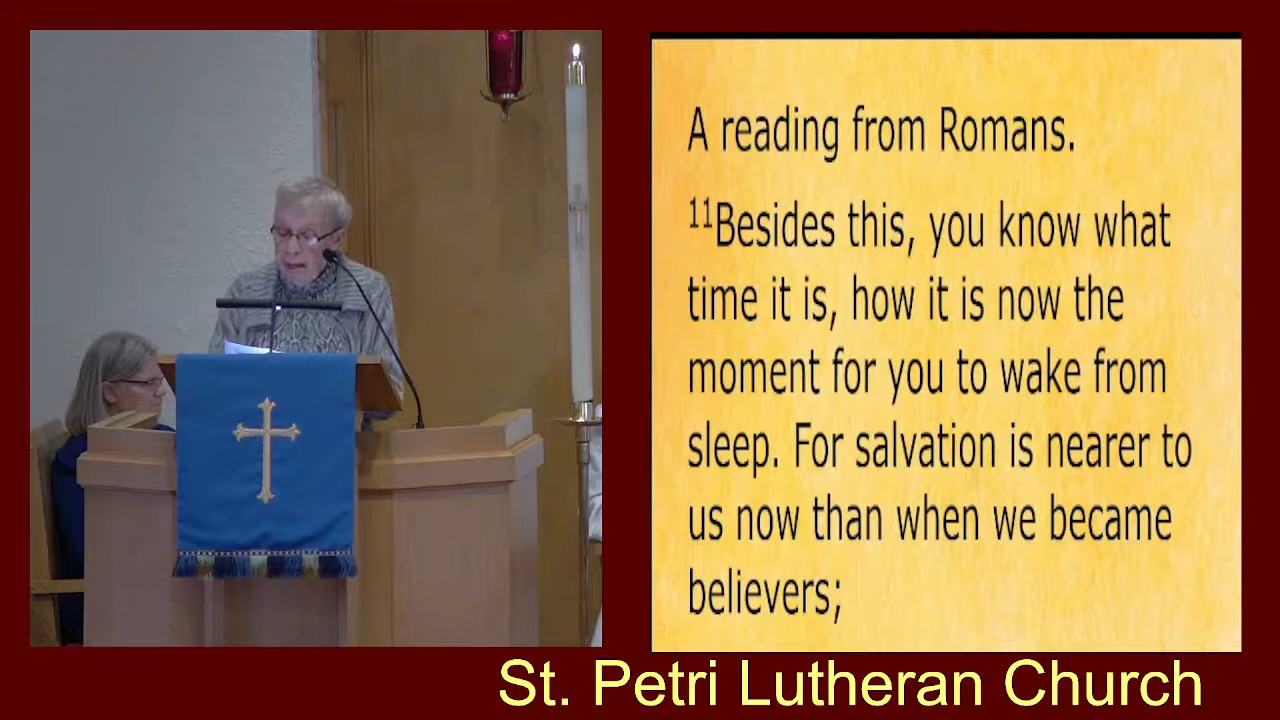 A reading from Romans.
11Besides this, you know what
time it is, how it is now the
moment for you to wake from
sleep. For salvation is nearer to
us now than when we became
believers;
St. Petri Lutheran Church